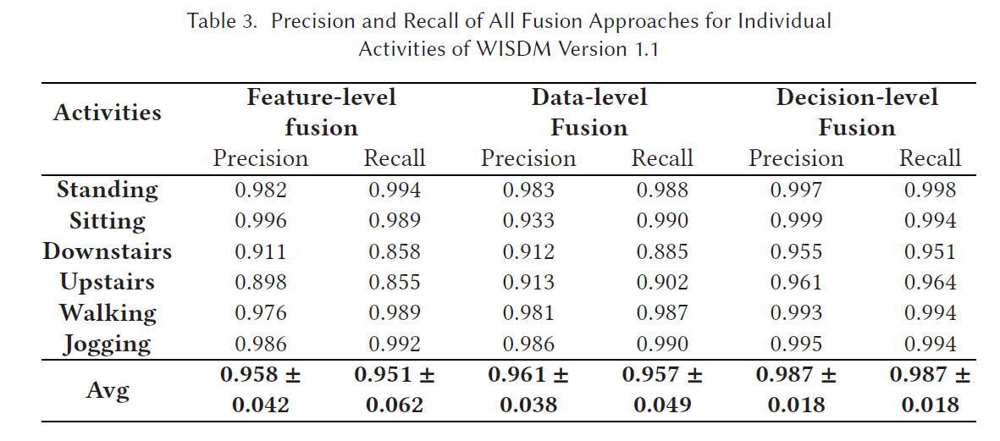 Table 3. Precision and Recall of All Fusion Approaches for Individual
Activities of WISDM Version 1.1
Activities Feature-level fusion Data-level Fusion Decision-level Fusion
Precision Recall Precision Recall Precision Recall
Standing 0.982 0.994 0.983 0.988 0.997 0.998
Sitting 0.996 0.989 0.933 0.990 0.999 0.994
Downstairs 0.911 0.858 0.912 0.885 0.955 0.951
Upstairs 0.898 0.855 0.913 0.902 0.961 0.964
Walking 0.976 0.989 0.981 0.987 0.993 0.994
Jogging 0.986 0.992 0.986 0.990 0.995 0.994
Avg 0.958 ± 0.042 0.951 ± 0.062 0.961 ± 0.038 0.957 ± 0.049 0.987 ± 0.018 0.987 ± 0.018